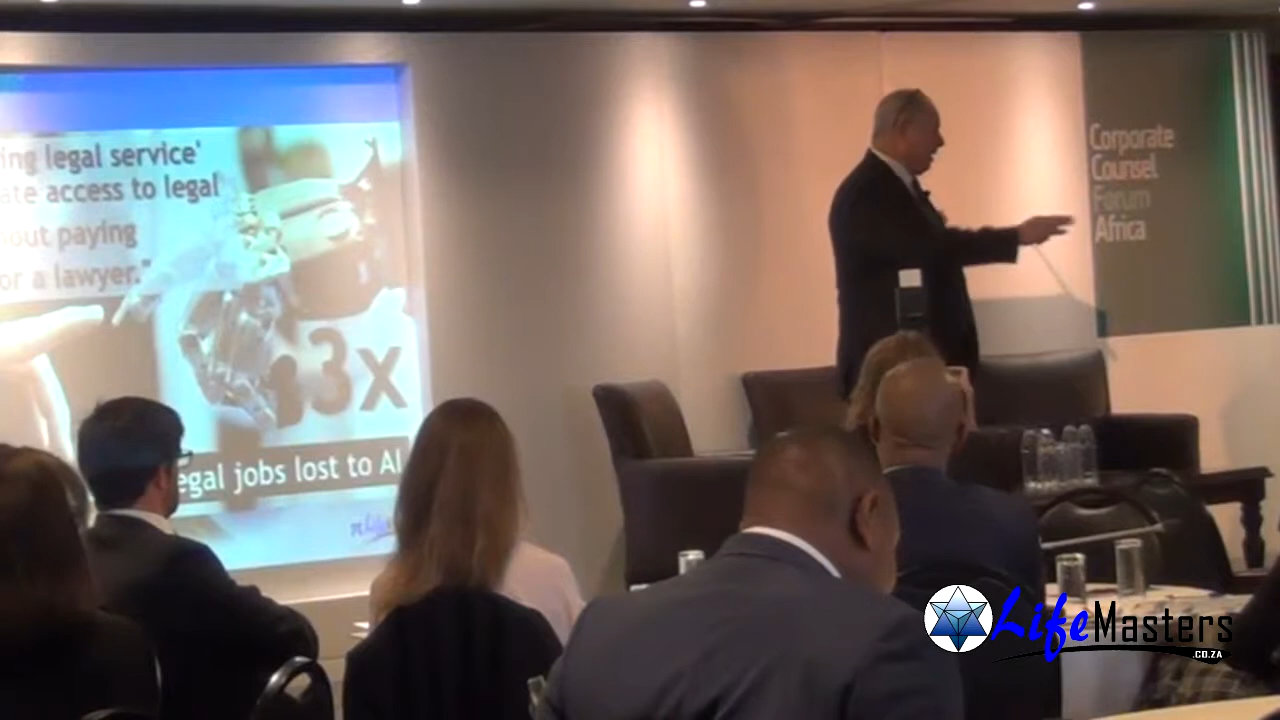 ing legal service'
ate access to legal
out paying
or a lawyer."
3x
egal jobs lost to AI
Corporate
Counsel
Forum
Africa
LifeMasters
.CO.ZA